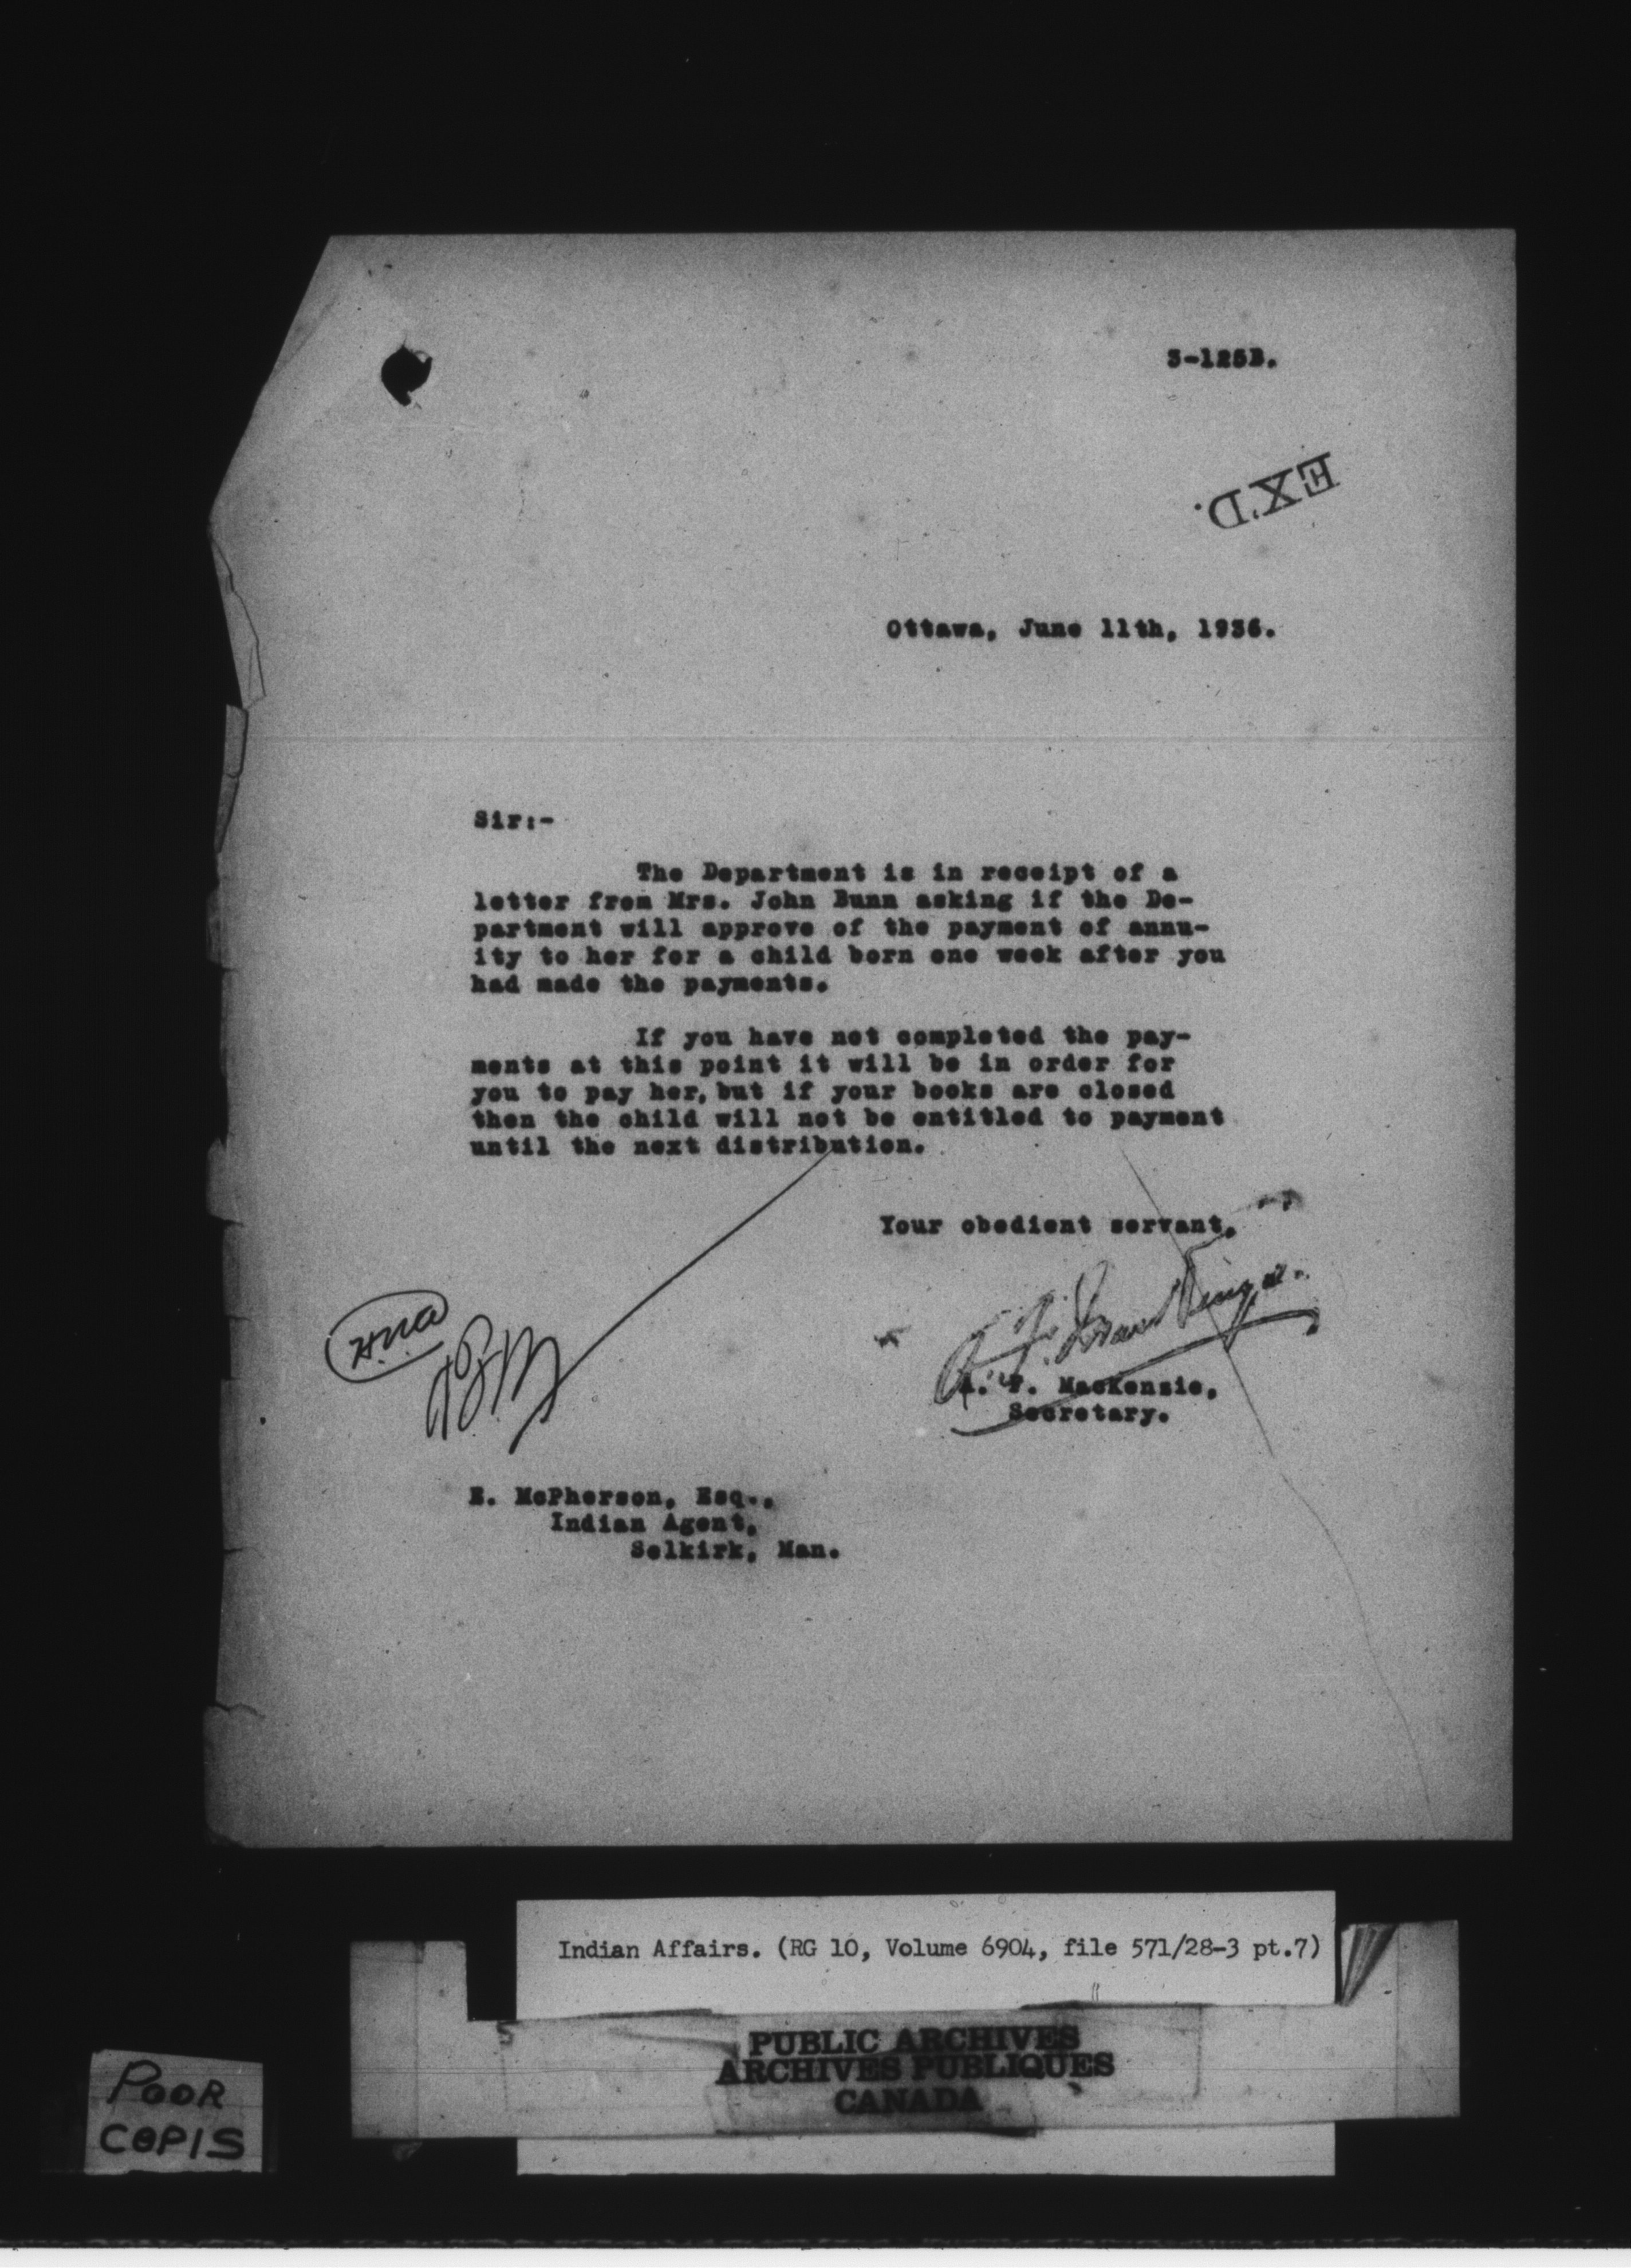 3-125B.
EX'D.
Ottawa, June 11th, 1936.
Sir:-
The Department is in receipt of a
letter from Mrs. John Bunn asking if the De-
partment will approve of the payment of annu-
ity to her for a child born one week after you
had made the payments.
If you have not completed the pay-
ments at this point it will be in order for
you to pay her, but if your books are closed
then the child will not be entitled to payment
until the next distribution.
Your obedient servant,
A. F. MacKenzie,
Secretary.
E. McPherson, Esq.,
Indian Agent,
Selkirk, Man.
Indian Affairs. (RG 10, Volume 6904, file 571/28-3 pt.7)
PUBLIC ARCHIVES
ARCHIVES PUBLIQUES
CANADA
POOR
COPIS